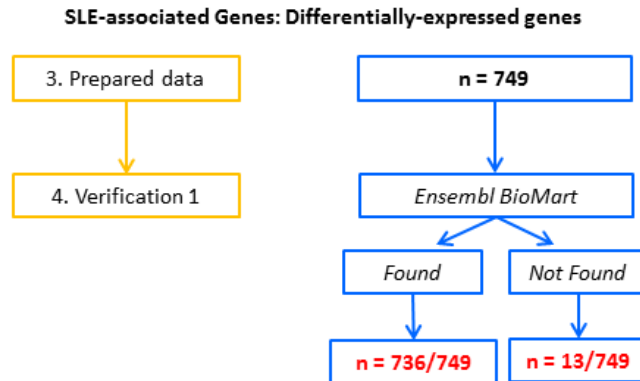 SLE-associated Genes: Differentially-expressed genes
3. Prepared data
n = 749
4. Verification 1
Ensembl BioMart
Found
Not Found
n = 736/749
n = 13/749